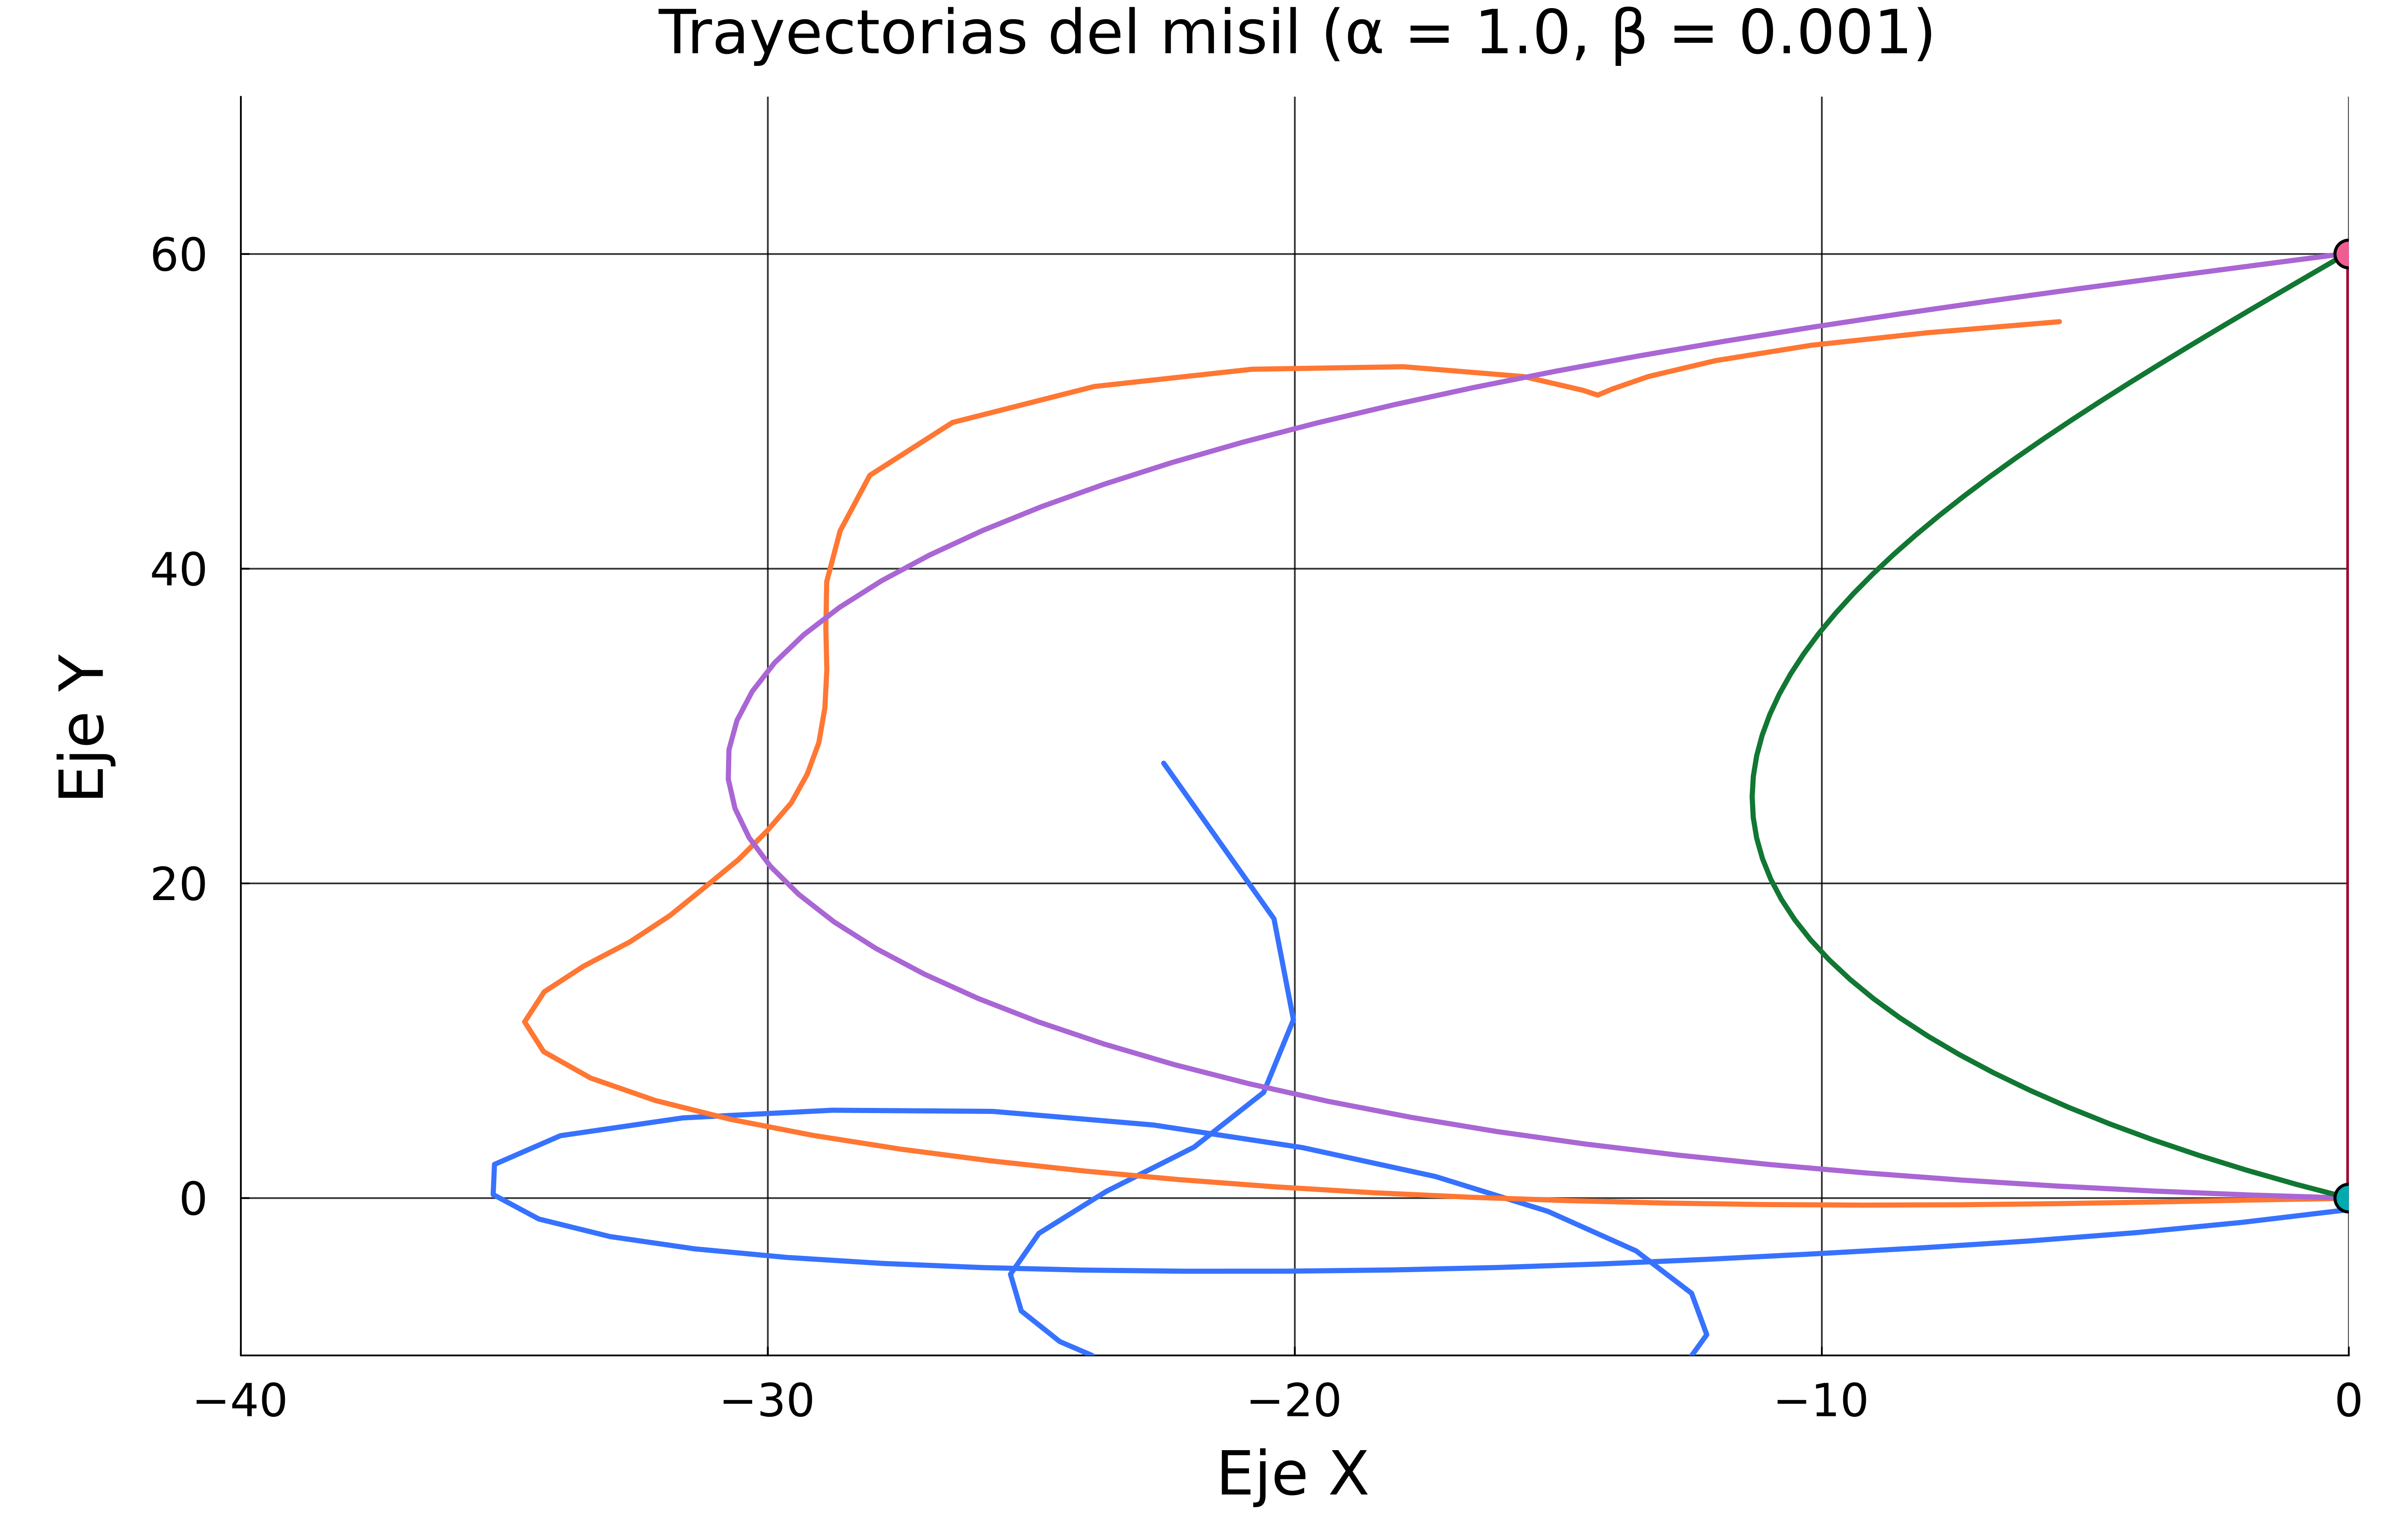 Trayectorias del misil (α = 1.0, β = 0.001)
60
40
20
0
Eje Y
−40 −30 −20 −10 0
Eje X